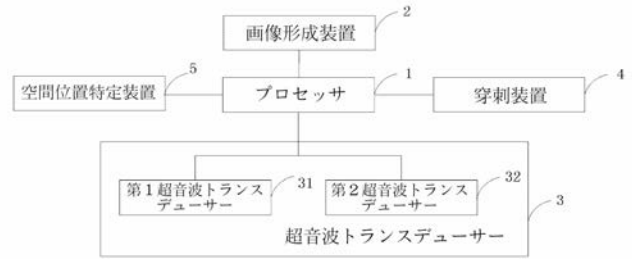 2
画像形成装置
5
空間位置特定装置
プロセッサ
1
穿刺装置
4
第1超音波トランス
デューサー
31
第2超音波トランス
デューサー
32
超音波トランスデューサー
3